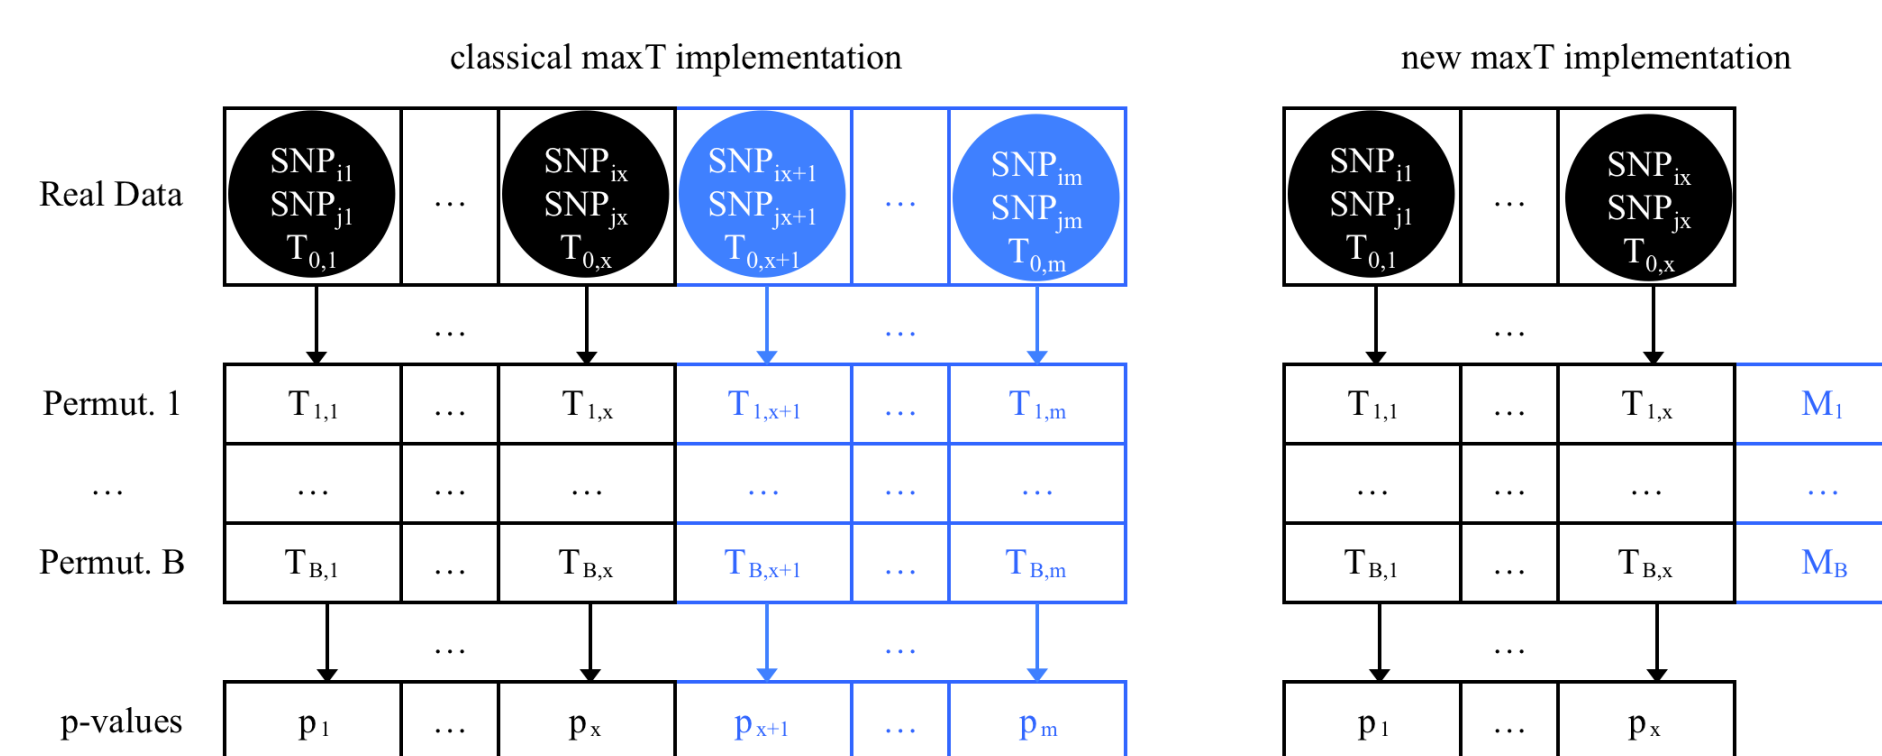 classical maxT implementation new maxT implementation
Real Data SNPi1 SNPj1 T0,1 … SNPix SNPjx T0,x SNPix+1 SNPjx+1 T0,x+1 … SNPim SNPjm T0,m SNPi1 SNPj1 T0,1 … SNPix SNPjx T0,x
… … …
Permut. 1 T1,1 … T1,x T1,x+1 … T1,m T1,1 … T1,x M1
… … … … … … … … … … …
Permut. B TB,1 … TB,x TB,x+1 … TB,m TB,1 … TB,x MB
… … …
p-values p1 … px px+1 … pm p1 … px